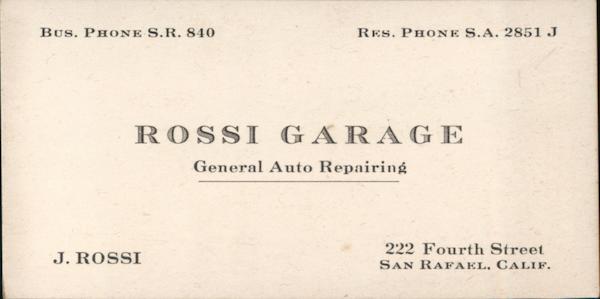 Bus. Phone S.R. 840
Res. Phone S.A. 2851 J
ROSSI GARAGE
General Auto Repairing
J. ROSSI
222 Fourth Street
San Rafael, Calif.